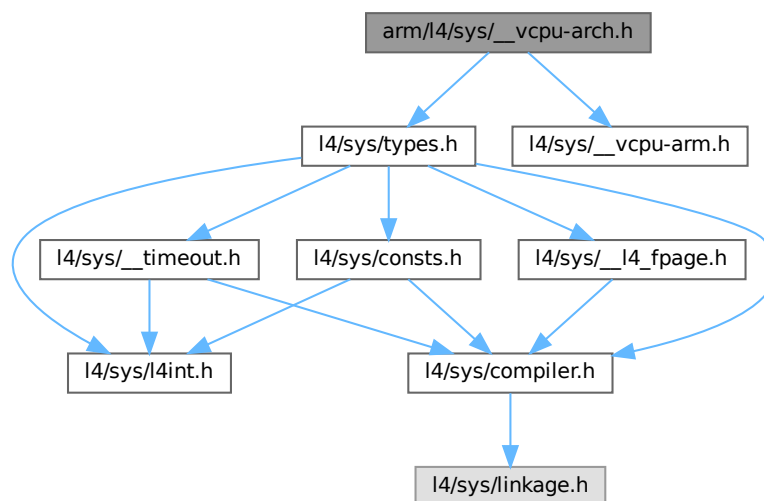 arm/l4/sys/__vcpu-arch.h
l4/sys/types.h
l4/sys/__vcpu-arm.h
l4/sys/__timeout.h
l4/sys/consts.h
l4/sys/__l4_fpage.h
l4/sys/l4int.h
l4/sys/compiler.h
l4/sys/linkage.h